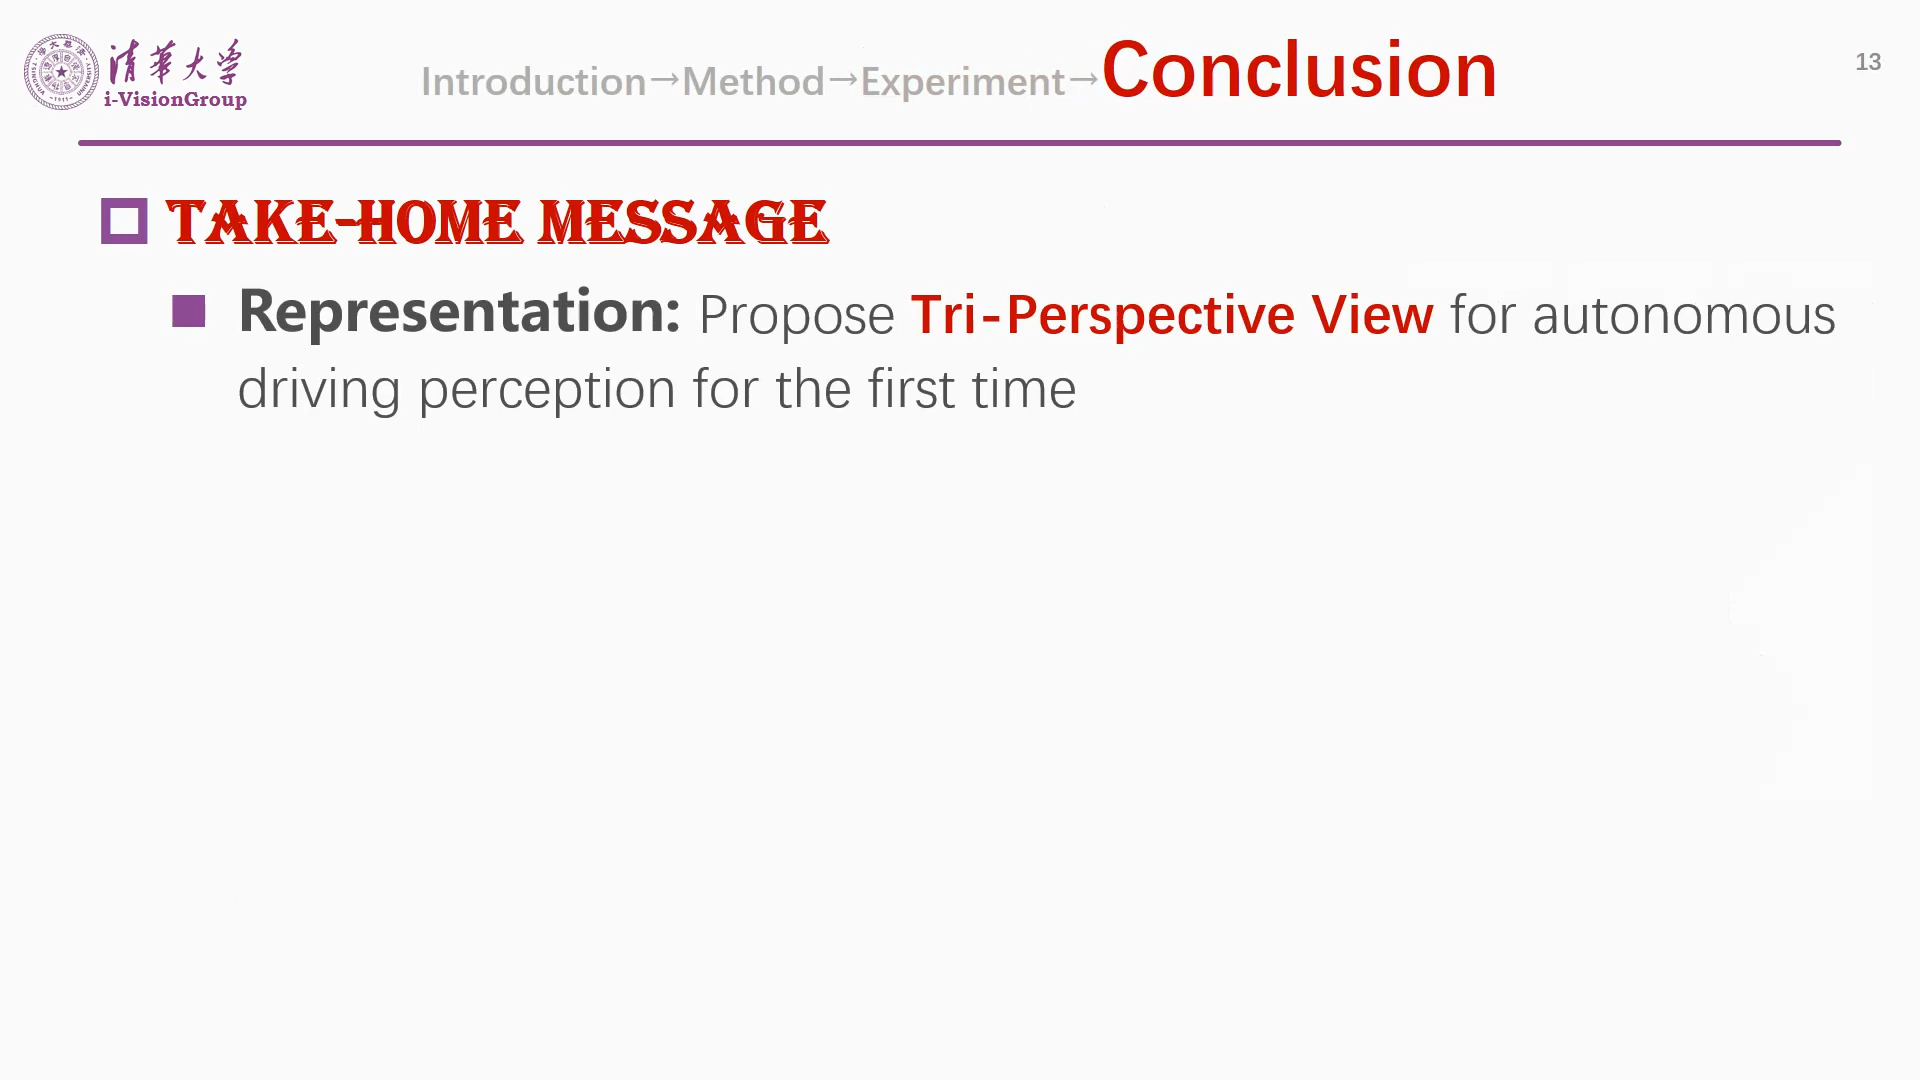 清華大学
i-VisionGroup
Introduction→Method→Experiment→Conclusion
13
TAKE-HOME MESSAGE
Representation: Propose Tri-Perspective View for autonomous
driving perception for the first time